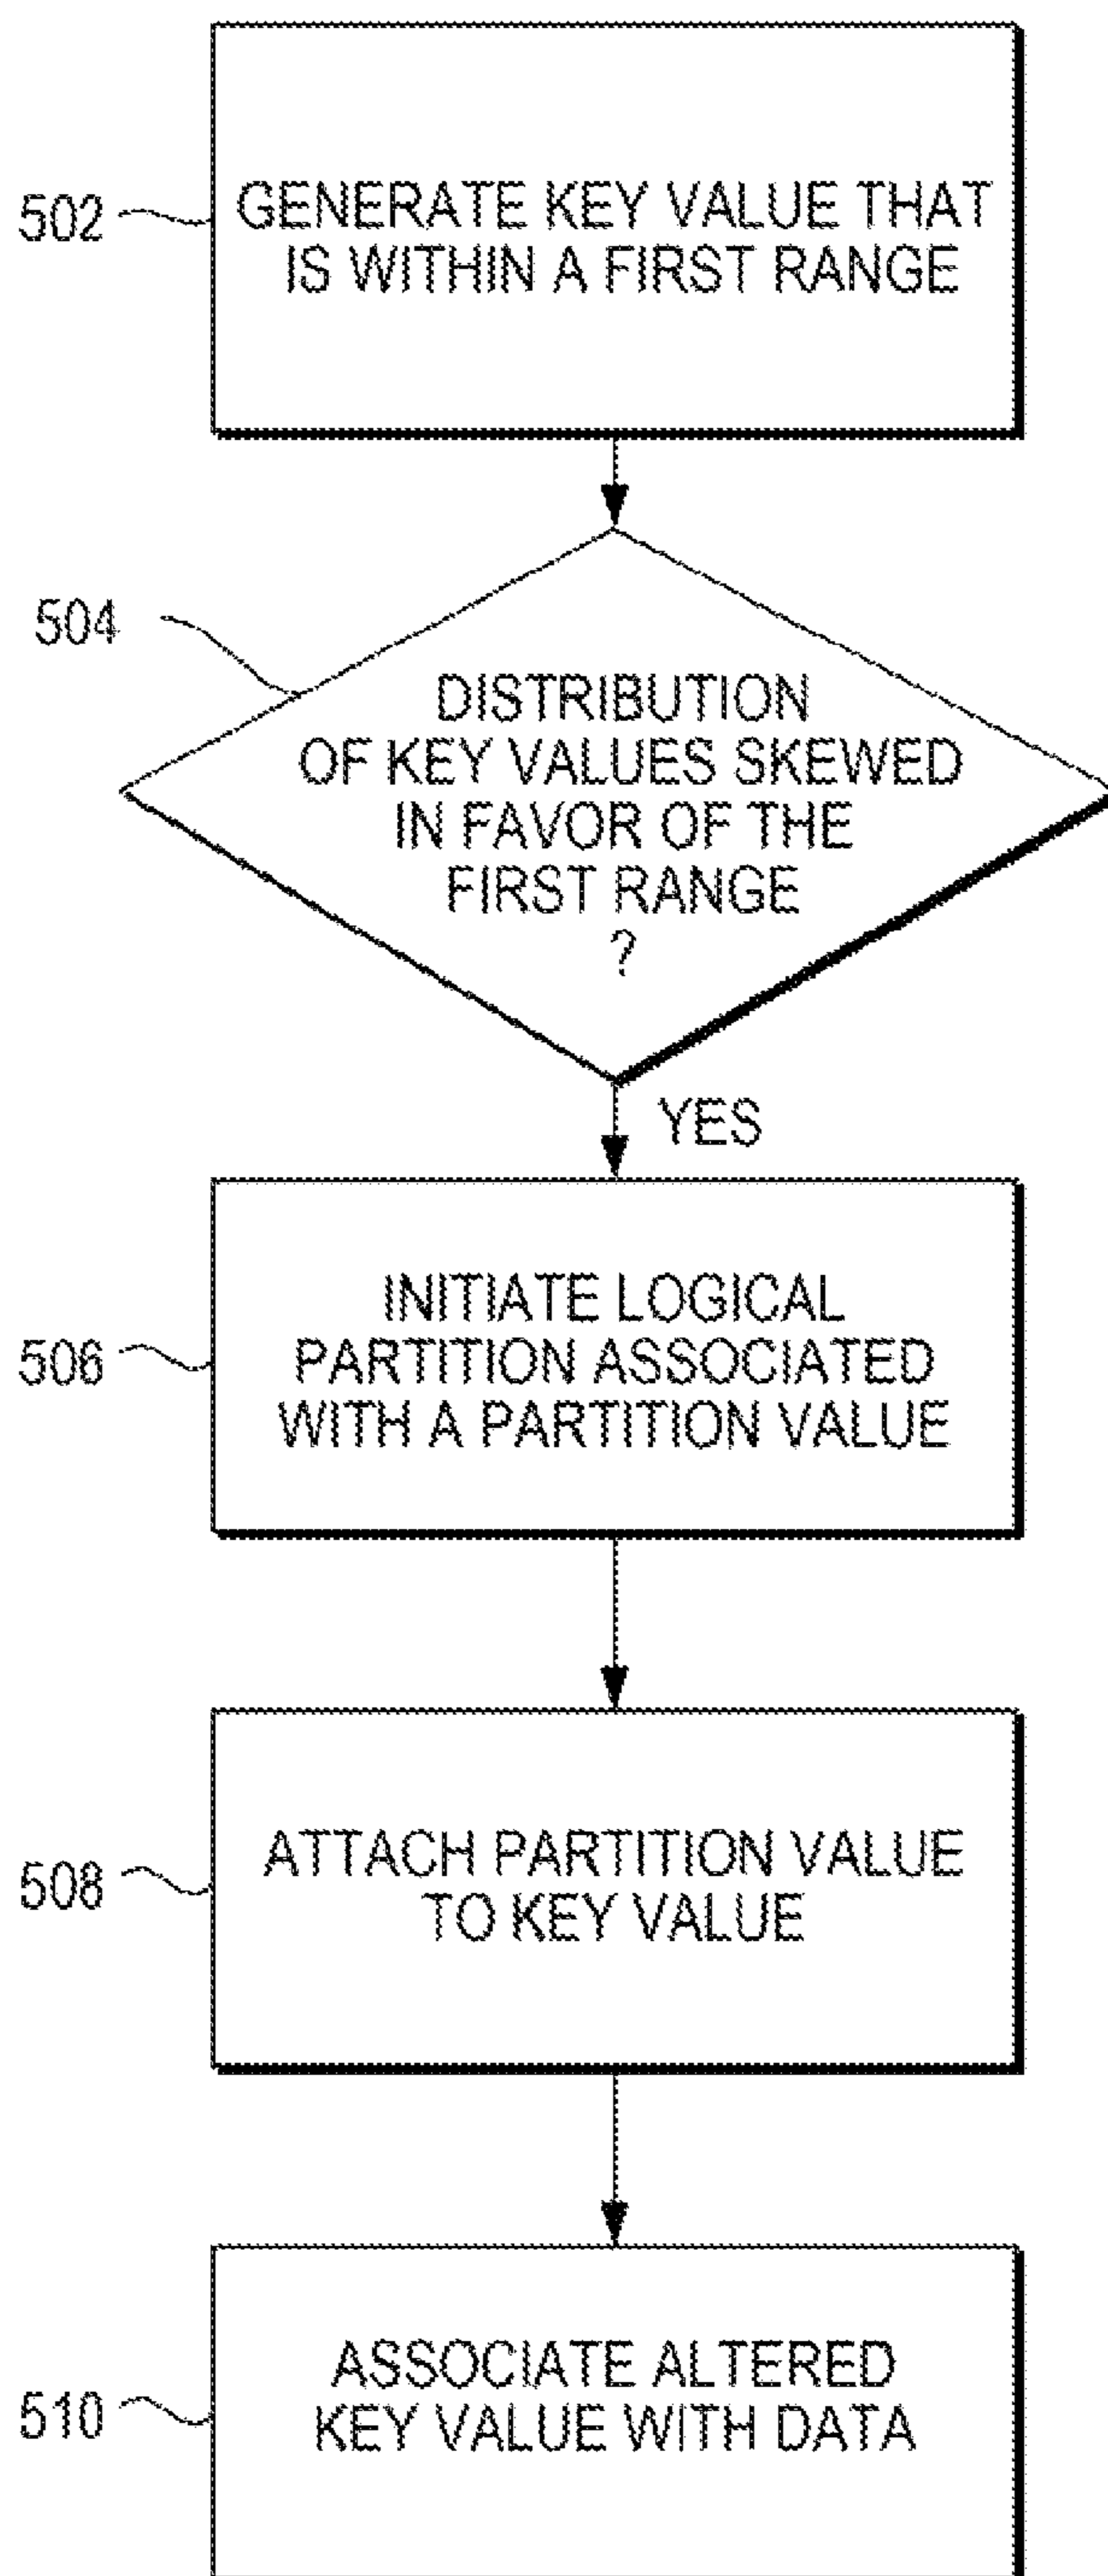 502
GENERATE KEY VALUE THAT
IS WITHIN A FIRST RANGE
504
DISTRIBUTION
OF KEY VALUES SKEWED
IN FAVOR OF THE
FIRST RANGE
?
YES
506
INITIATE LOGICAL
PARTITION ASSOCIATED
WITH A PARTITION VALUE
508
ATTACH PARTITION VALUE
TO KEY VALUE
510
ASSOCIATE ALTERED
KEY VALUE WITH DATA